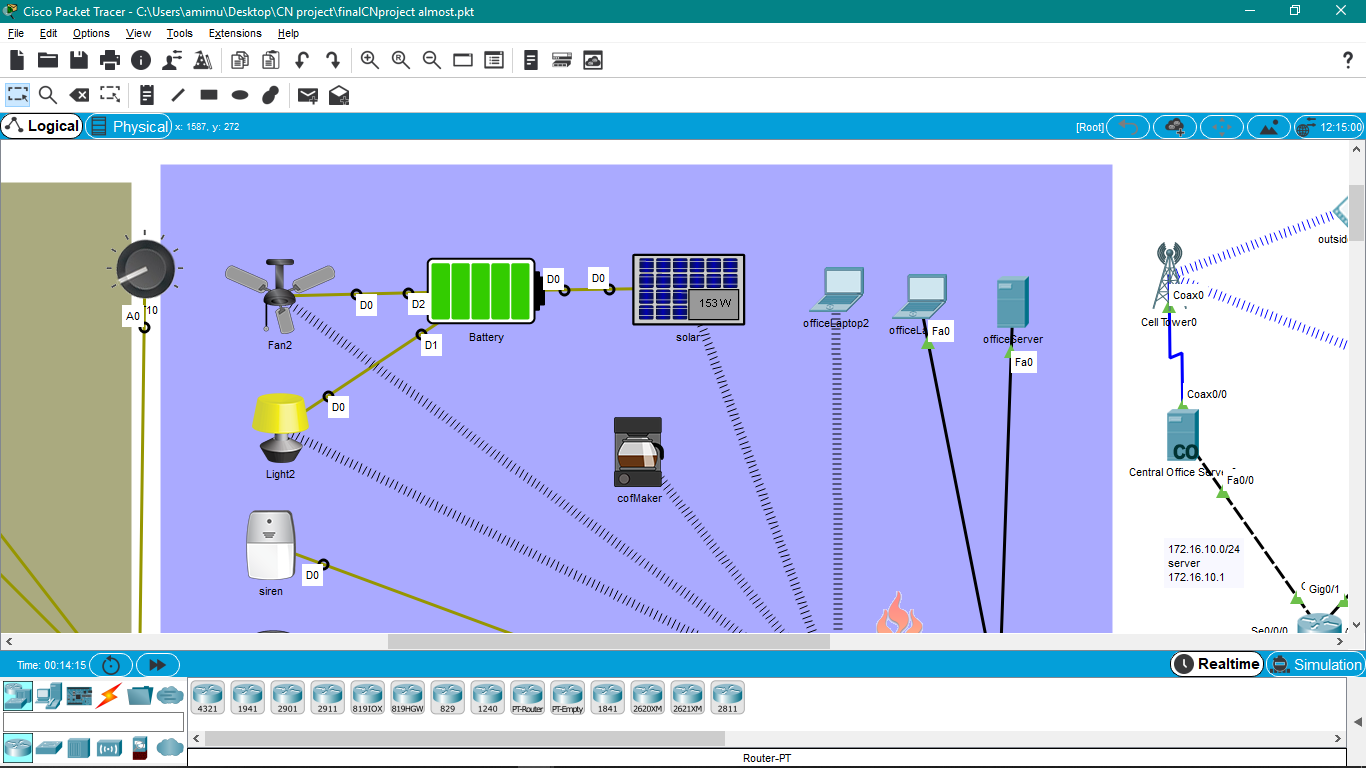 Cisco Packet Tracer - C:\Users\amimu\Desktop\CN project\finalCNproject almost.pkt
File Edit Options View Tools Extensions Help
Logical Physical x: 1587, y: 272 [Root] 12:15:00
A0
10
Fan2
D0
D2
D1
Battery
D0
D0
153 W
solar
D0
Light2
cofMaker
D0
siren
officeLaptop2
officeLa
Fa0
officeServer
Fa0
outsid
Coax0
Cell Tower0
Coax0/0
CO
Central Office Serv
Fa0/0
172.16.10.0/24
server
172.16.10.1
Gig0/1
Se0/0/0
Time: 00:14:15 Realtime Simulation
4321 1941 2901 2911 819IOX 819HGW 829 1240 PT-Router PT-Empty 1841 2620XM 2621XM 2811
Router-PT